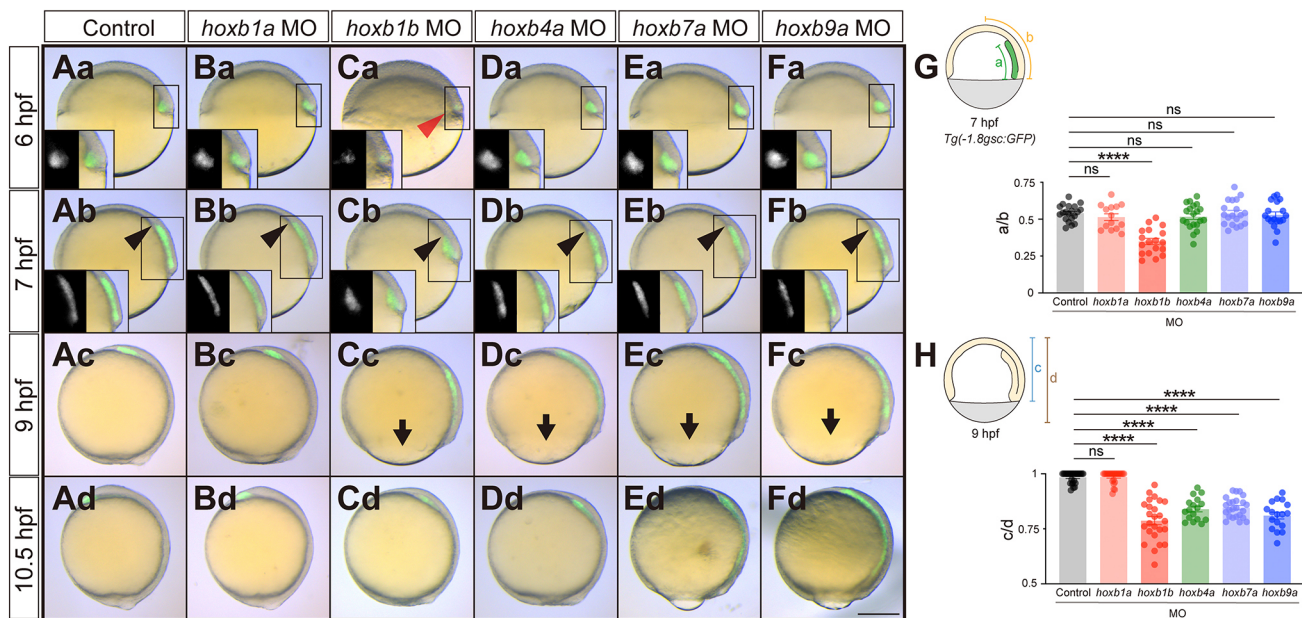 Control hoxb1a MO hoxb1b MO hoxb4a MO hoxb7a MO hoxb9a MO
6 hpf
Aa Ba Ca Da Ea Fa
7 hpf
Ab Bb Cb Db Eb Fb
9 hpf
Ac Bc Cc Dc Ec Fc
10.5 hpf
Ad Bd Cd Dd Ed Fd
G
a
b
7 hpf
Tg(-1.8gsc:GFP)
ns
ns
ns
****
ns
a/b
0.75
0.5
0.25
0
Control hoxb1a hoxb1b hoxb4a hoxb7a hoxb9a
MO
H
c
d
9 hpf
****
****
****
****
ns
c/d
1
0.75
0.5
Control hoxb1a hoxb1b hoxb4a hoxb7a hoxb9a
MO